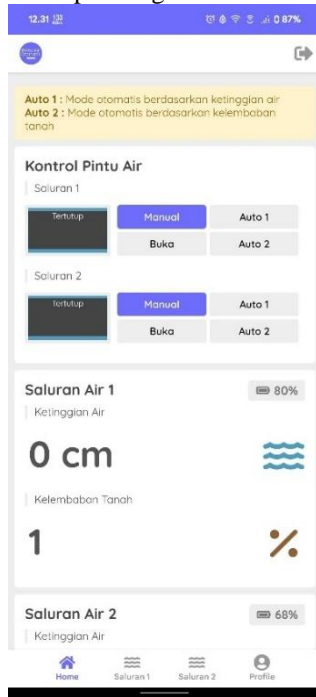 12.31
87%
Auto 1 : Mode otomatis berdasarkan ketinggian air
Auto 2 : Mode otomatis berdasarkan kelembaban
tanah
Kontrol Pintu Air
Saluran 1
Tertutup
Manual
Auto 1
Buka
Auto 2
Saluran 2
Tertutup
Manual
Auto 1
Buka
Auto 2
Saluran Air 1
80%
Ketinggian Air
0 cm
Kelembaban Tanah
1
Saluran Air 2
68%
Ketinggian Air
Home
Saluran 1
Saluran 2
Profile